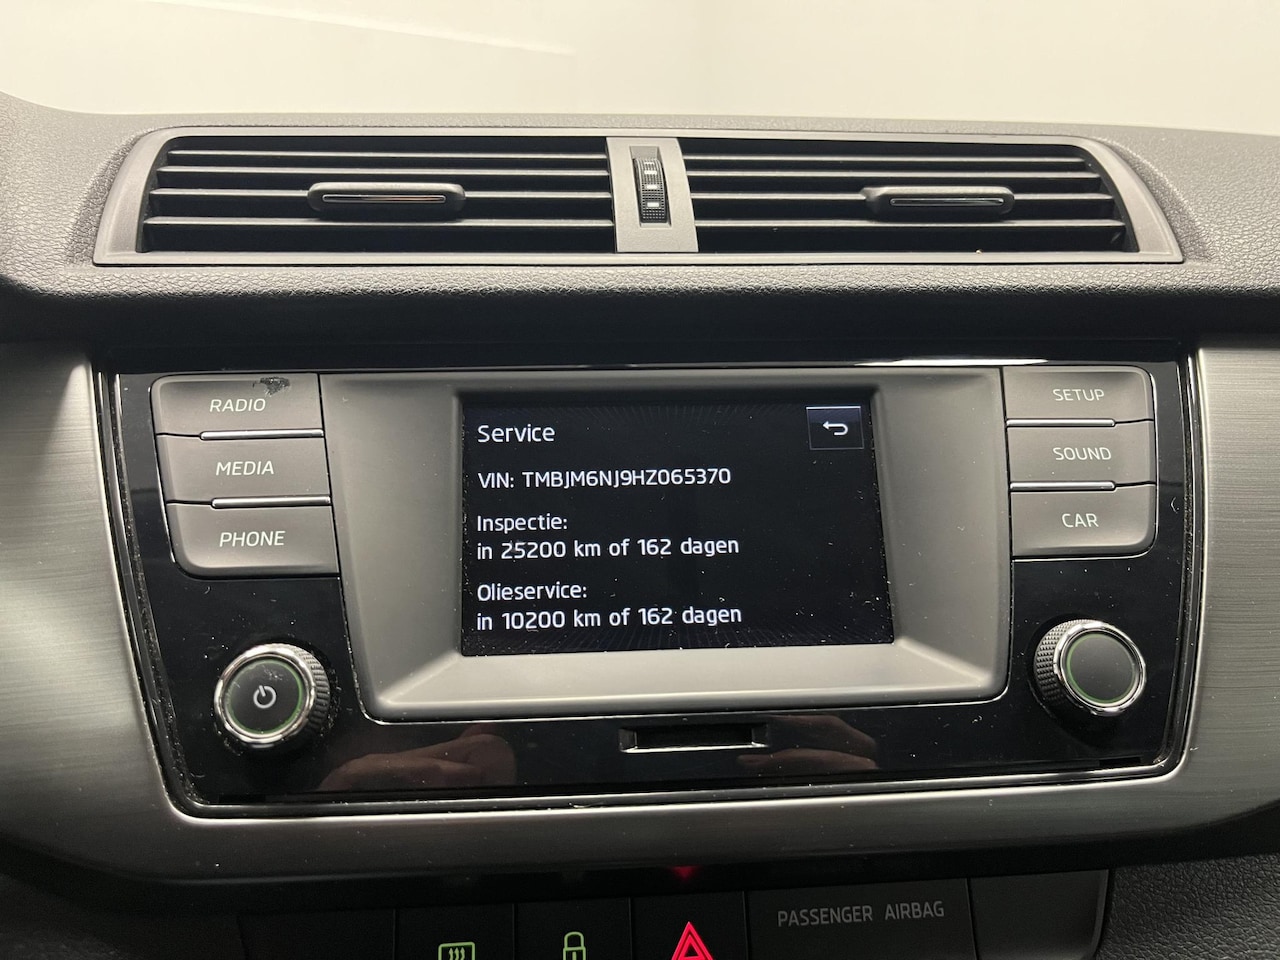 RADIO
MEDIA
PHONE
Service
VIN: TMBJM6NJ9HZ065370
Inspectie:
in 25200 km of 162 dagen
Olieservice:
in 10200 km of 162 dagen
SETUP
SOUND
CAR
PASSENGER AIRBAG